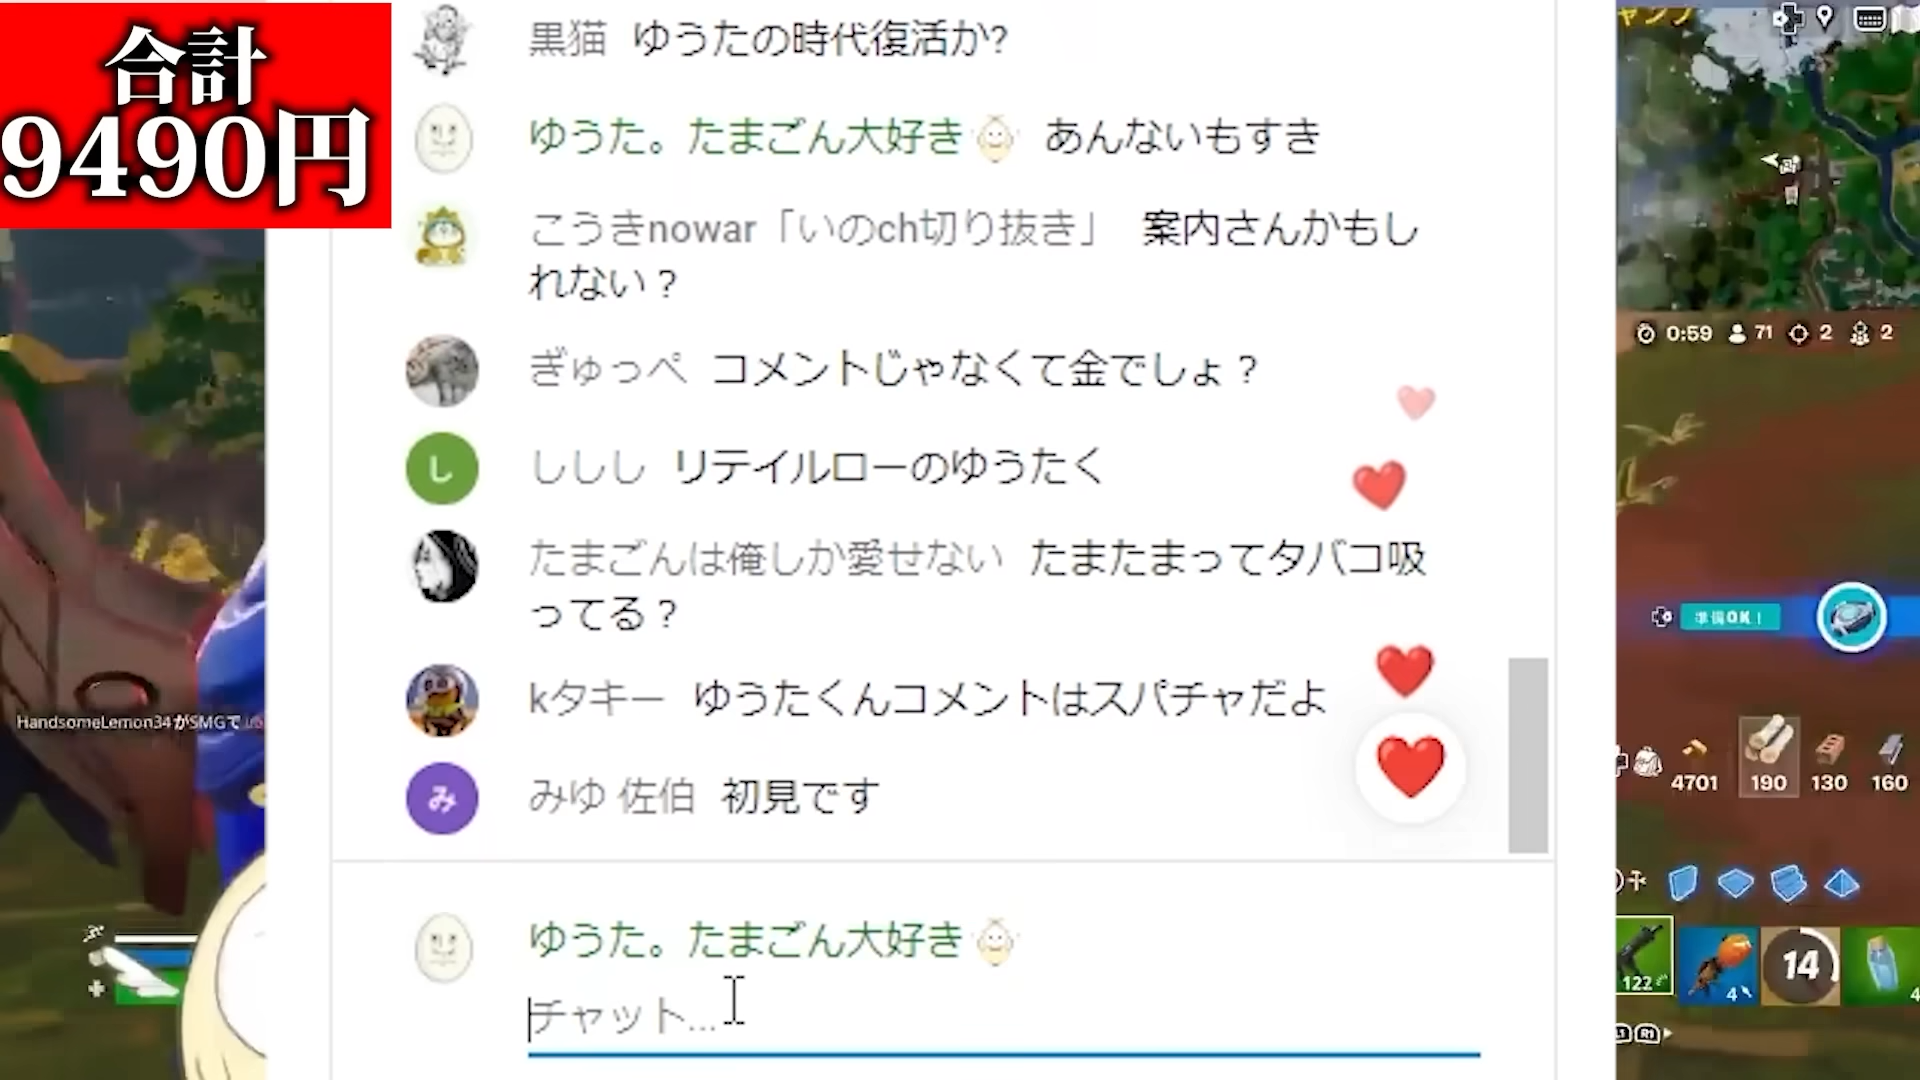 合計
9490円
黒猫 ゆうたの時代復活か?
ゆうた。たまごん大好き あんないもすき
こうきnowar「いのch切り抜き」 案内さんかもし
れない？
ぎゅっぺ コメントじゃなくて金でしょ？
し
ししし リテイルローのゆうたく
たまごんは俺しか愛せない たまたまってタバコ吸
ってる？
kタキー ゆうたくんコメントはスパチャだよ
み
みゆ 佐伯 初見です
ゆうた。たまごん大好き
チャット...
HandsomeLemon34がSMGで
0:59 71 2 2
準備OK！
4701 190 130 160
122 4 14 4
R1